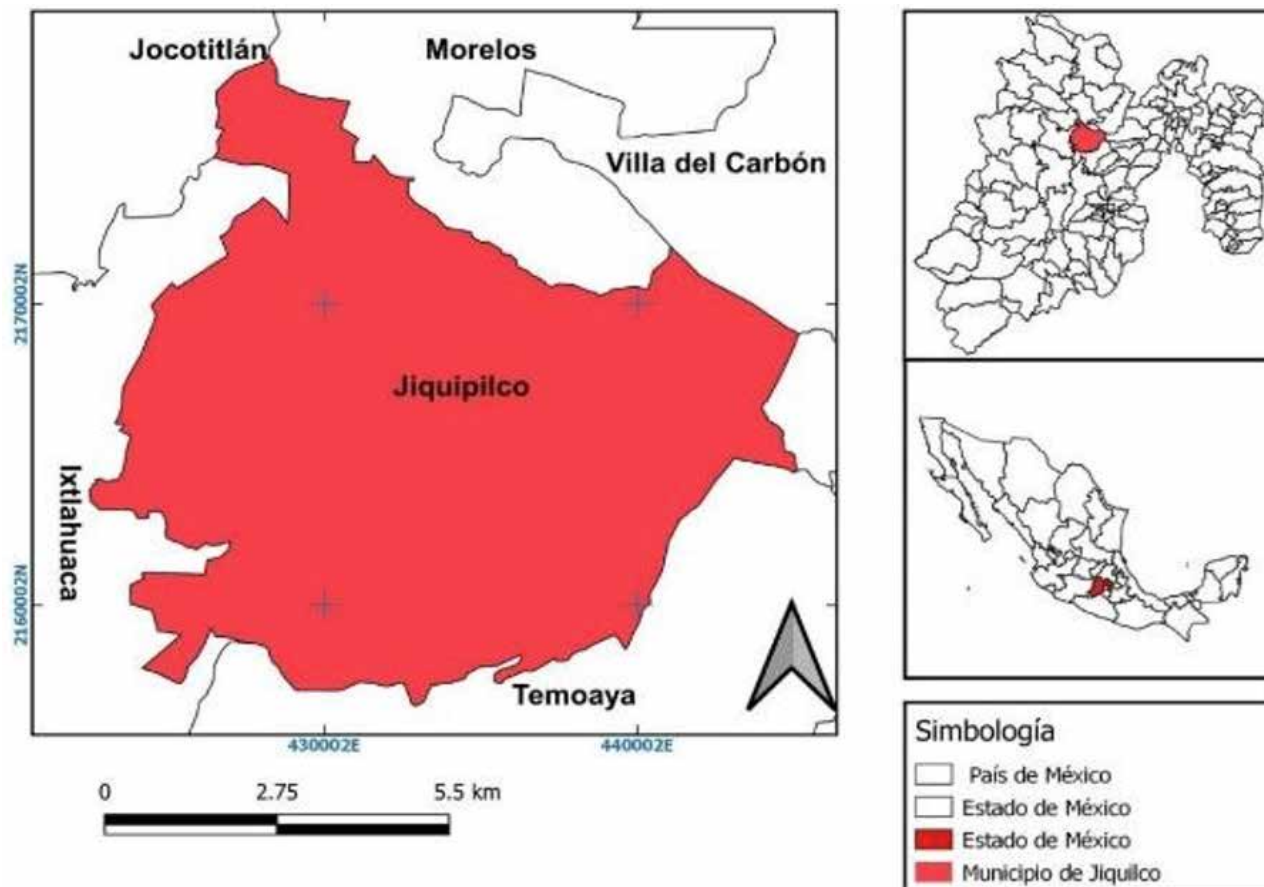 Jocotitlán
Morelos
Villa del Carbón
2170002N
Jiquipilco
Ixtlahuaca
2160002N
Temoaya
430002E
440002E
0 2.75 5.5 km
Simbología
País de México
Estado de México
Estado de México
Municipio de Jiquilco